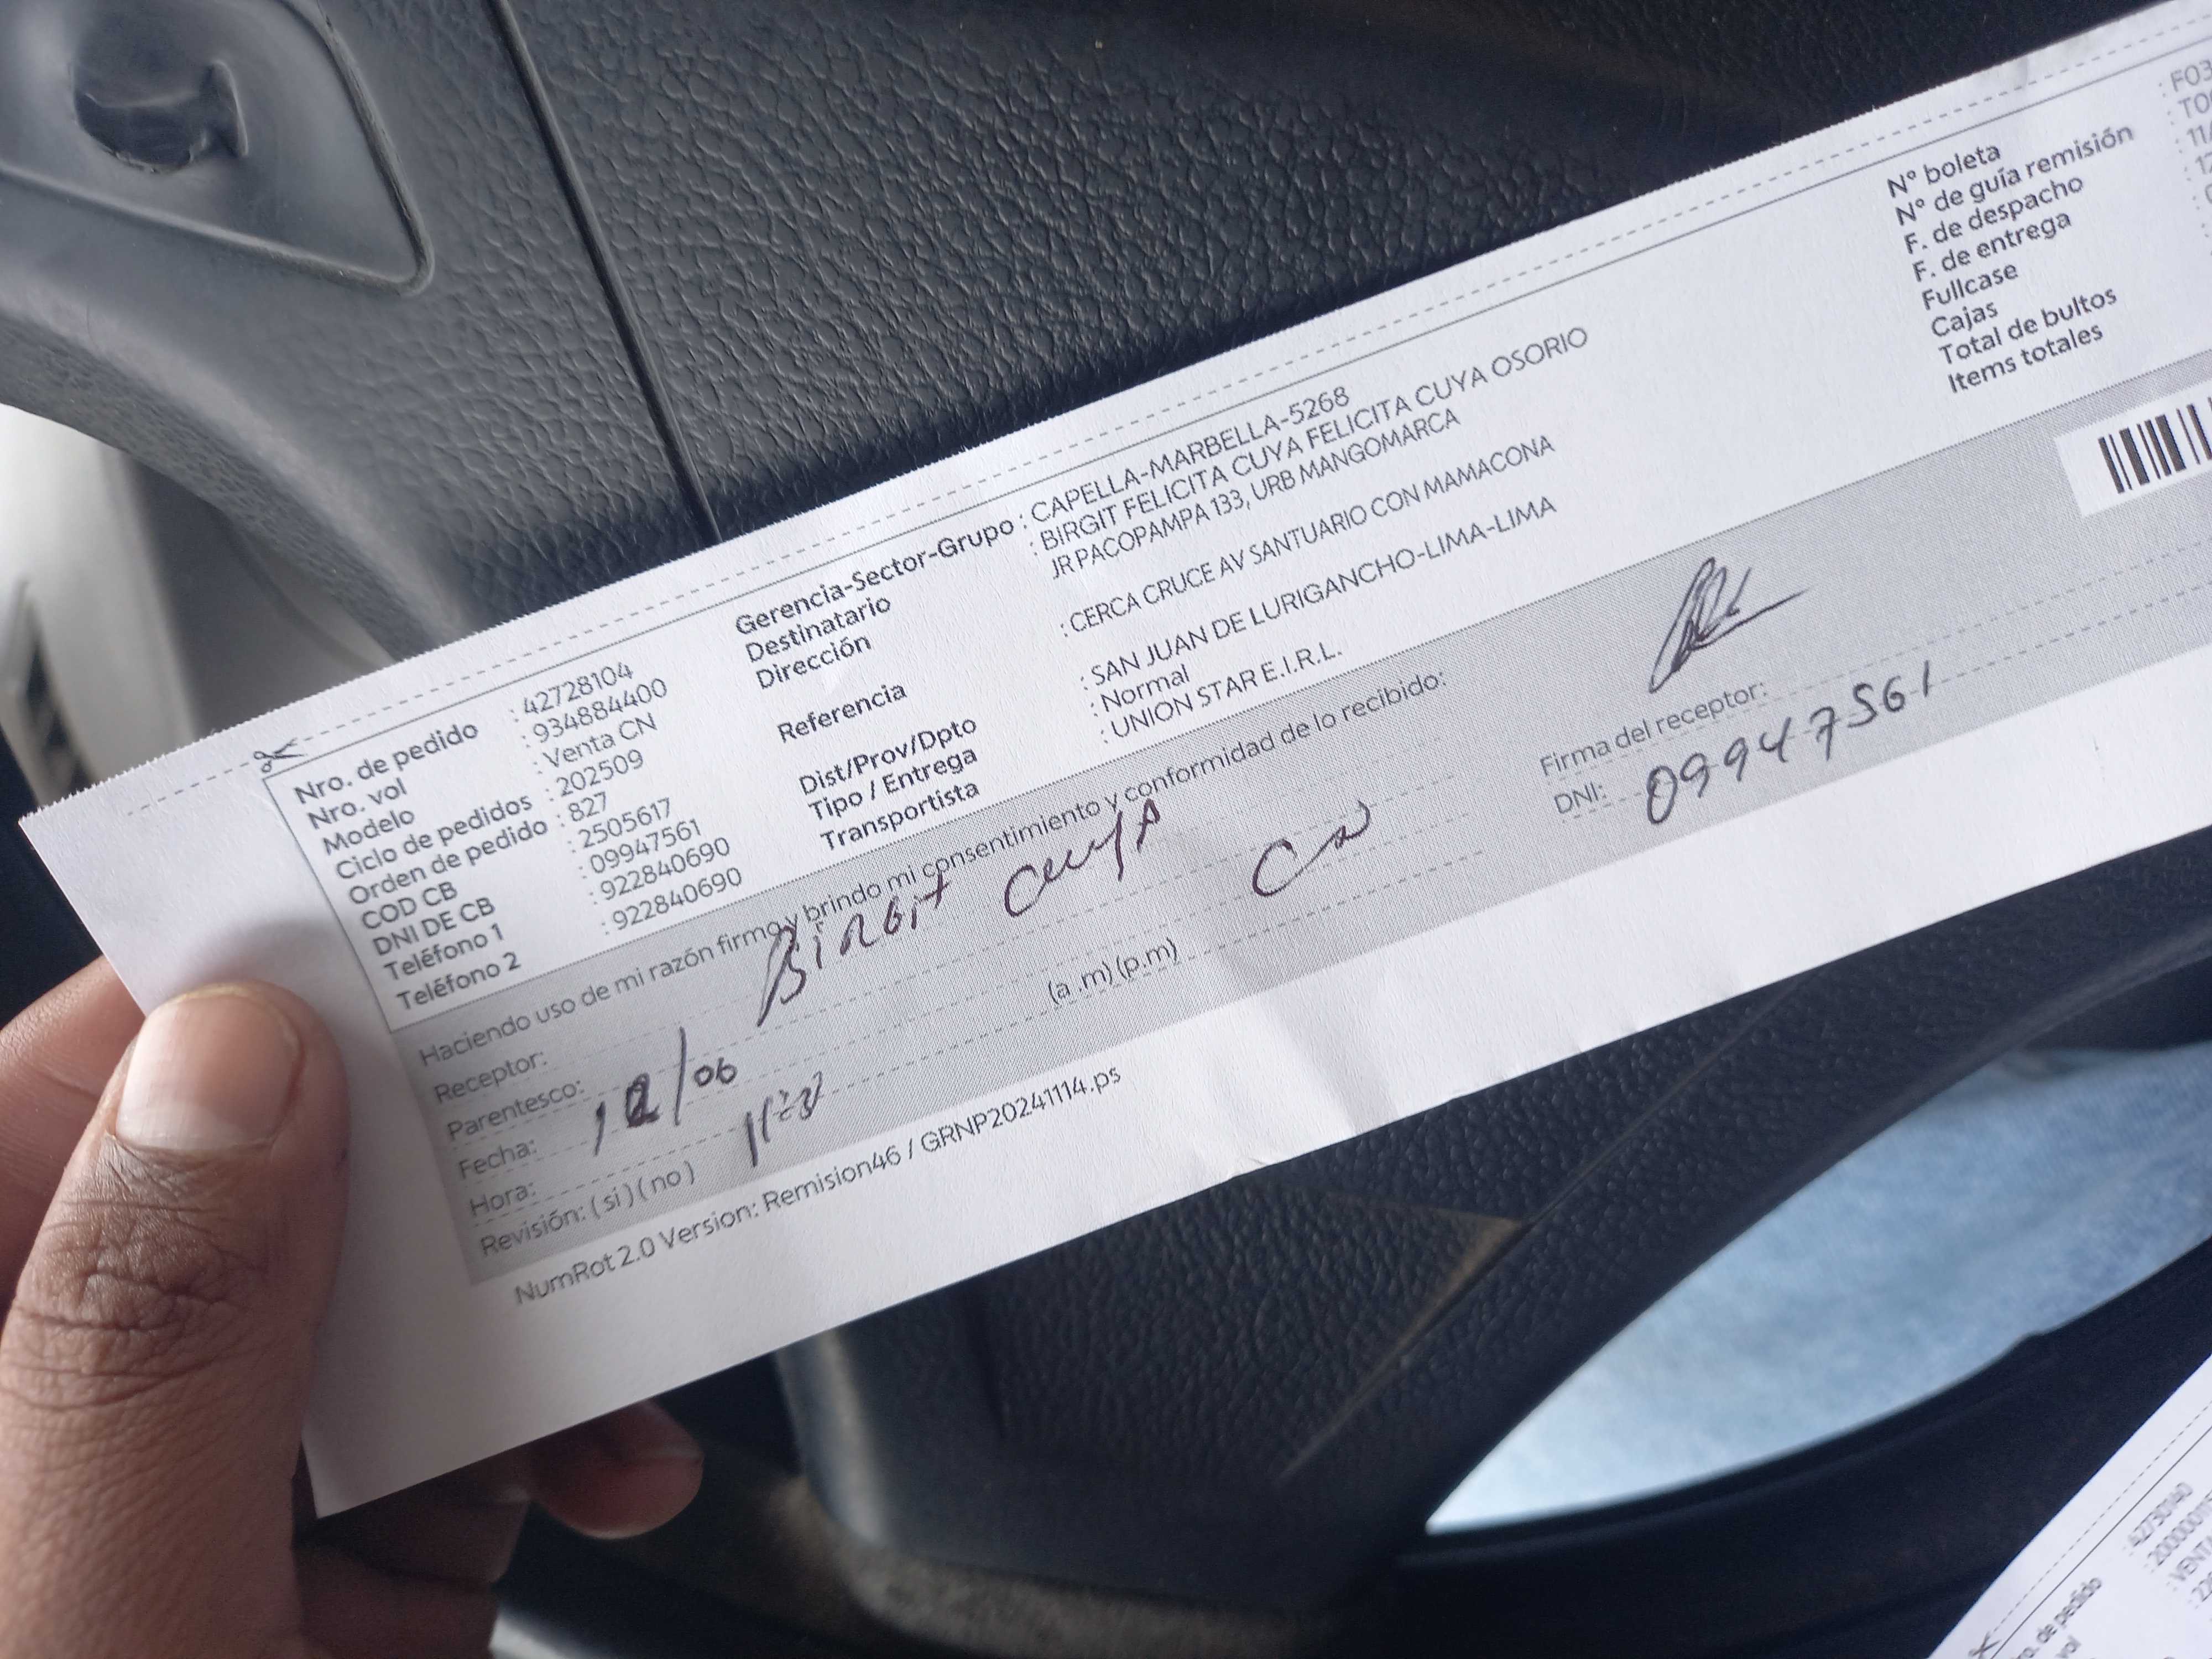 Nro. de pedido : 42728104
Nro. vol : 934884400
Modelo : Venta CN
Ciclo de pedidos : 202509
Orden de pedido : 827
COD CB : 2505617
DNI DE CB : 09947561
Teléfono 1 : 922840690
Teléfono 2 : 922840690
Gerencia-Sector-Grupo : CAPELLA-MARBELLA-5268
Destinatario : BIRGIT FELICITA CUYA FELICITA CUYA OSORIO
Dirección : JR PACOPAMPA 133, URB MANGOMARCA
Referencia : CERCA CRUCE AV SANTUARIO CON MAMACONA
Dist/Prov/Dpto : SAN JUAN DE LURIGANCHO-LIMA-LIMA
Tipo / Entrega : Normal
Transportista : UNION STAR E.I.R.L.
N° boleta : F03
N° de guía remisión
F. de despacho : 11/
F. de entrega : 12
Fullcase
Cajas
Total de bultos
Items totales
Haciendo uso de mi razón firmo y brindo mi consentimiento y conformidad de lo recibido:
Receptor: Birgit Cuya
Parentesco: CN
Fecha: 12/06
Hora: (a.m) (p.m)
Revisión: (si) (no)
Firma del receptor:
DNI: 09947561
NumRot 2.0 Version: Remision46 / GRNP20241114.ps
42730140